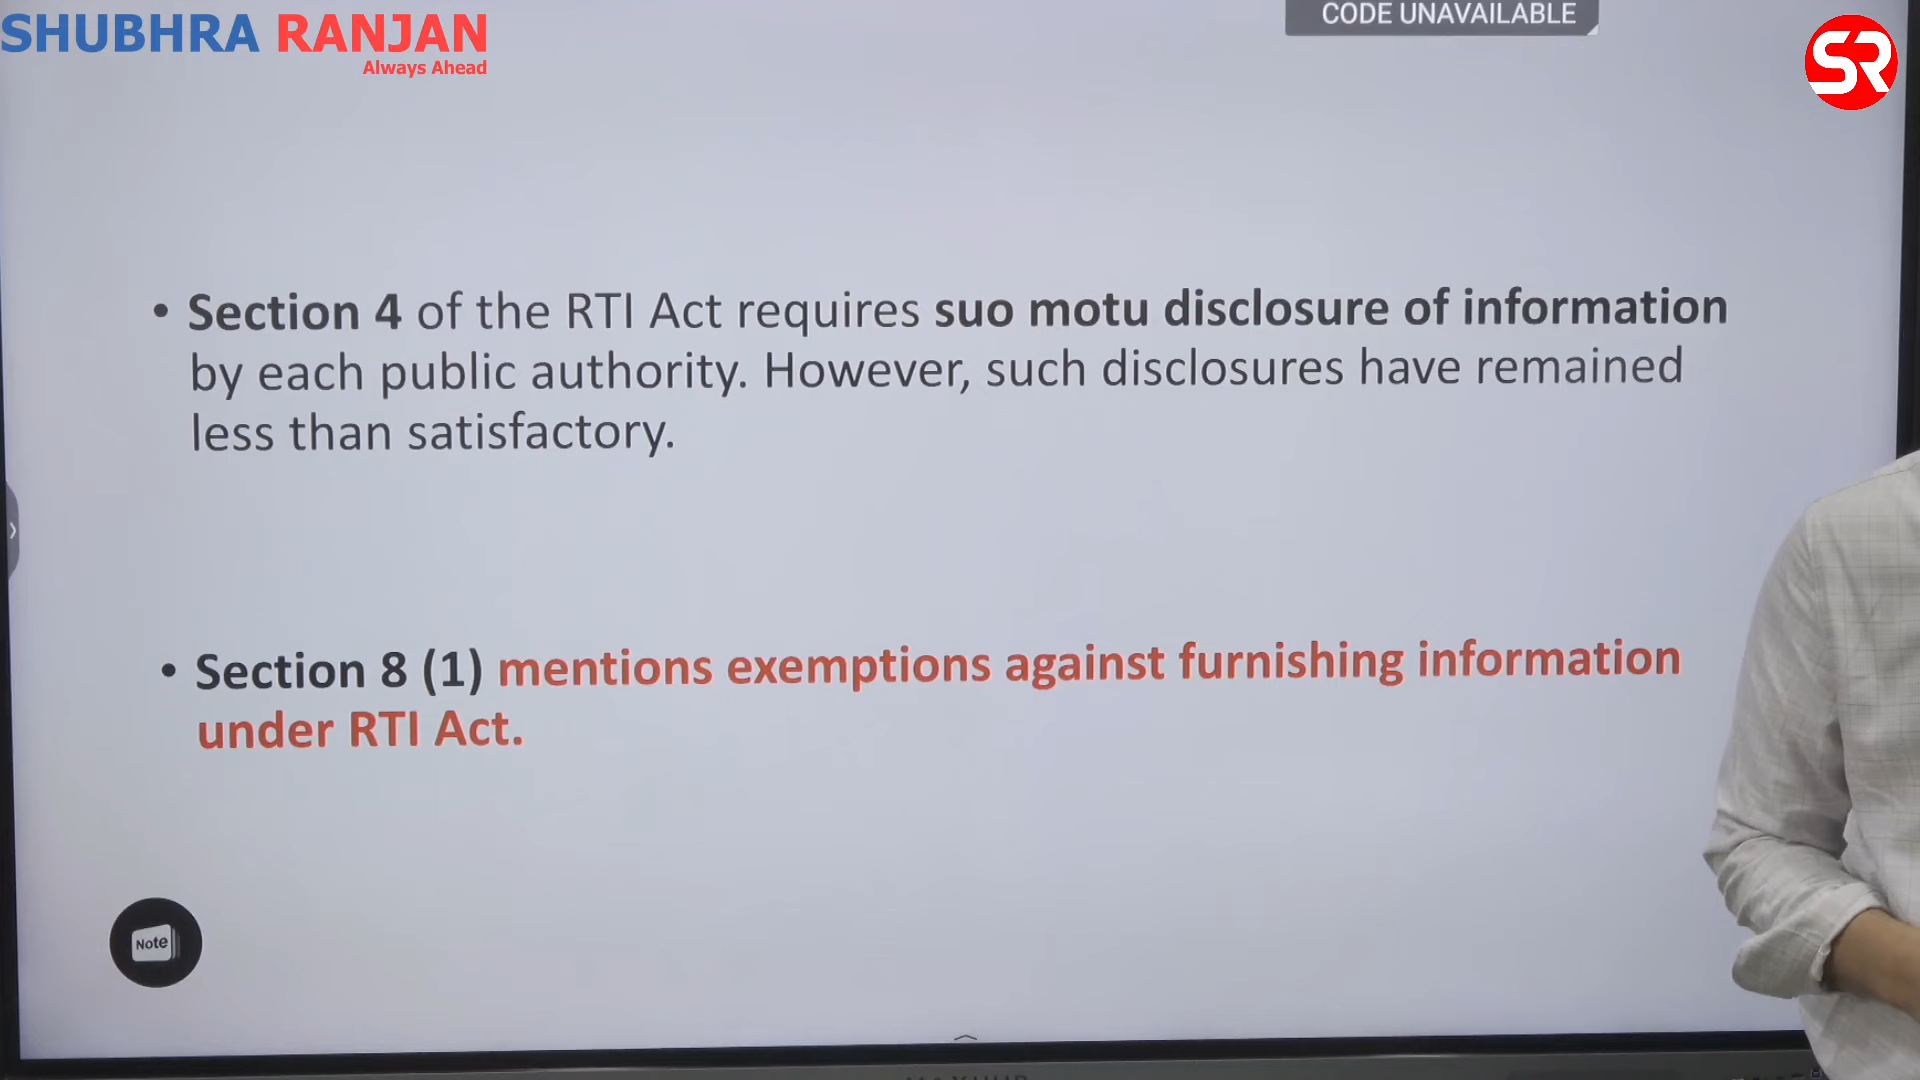 SHUBHRA RANJAN
Always Ahead
CODE UNAVAILABLE
SR
• Section 4 of the RTI Act requires suo motu disclosure of information
by each public authority. However, such disclosures have remained
less than satisfactory.
• Section 8 (1) mentions exemptions against furnishing information
under RTI Act.
Note